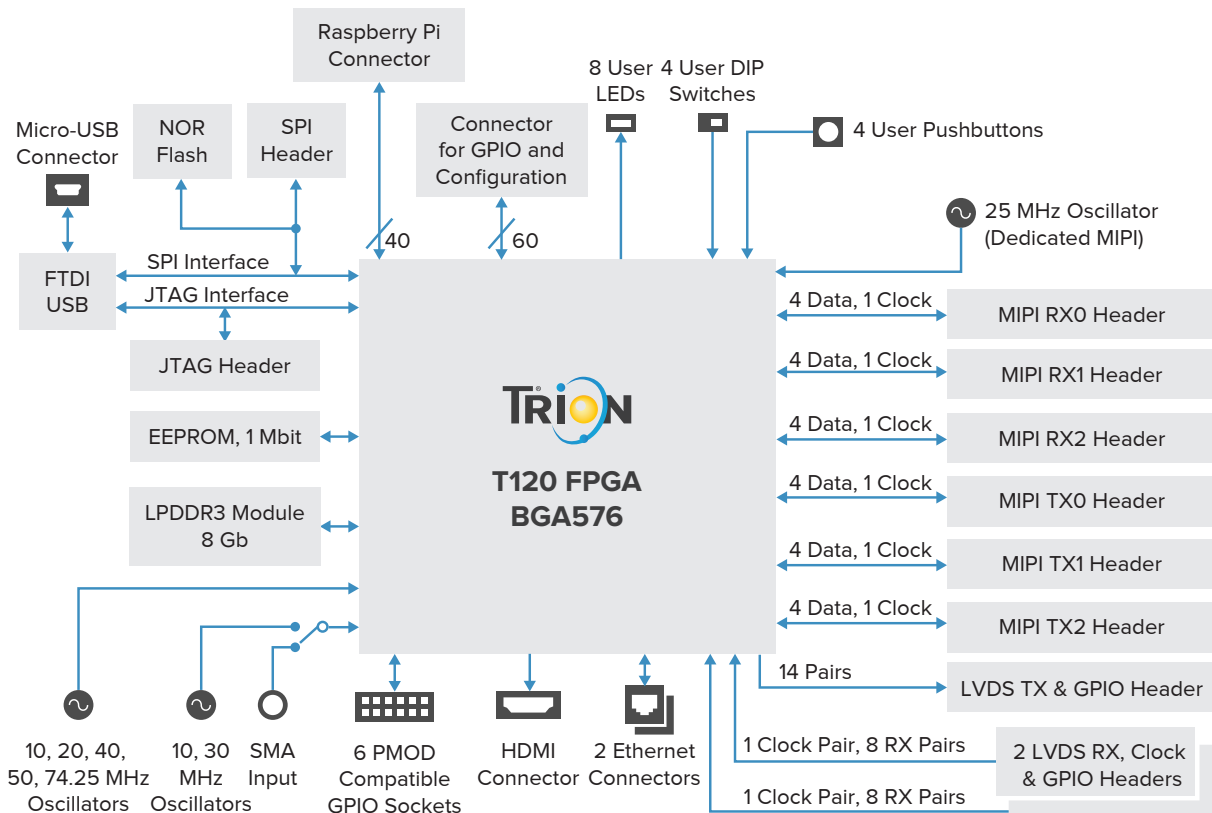 Raspberry Pi
Connector
8 User
LEDs
4 User DIP
Switches
Micro-USB
Connector
NOR
Flash
SPI
Header
Connector
for GPIO and
Configuration
4 User Pushbuttons
25 MHz Oscillator
(Dedicated MIPI)
40
60
FTDI
USB
SPI Interface
JTAG Interface
JTAG Header
EEPROM, 1 Mbit
LPDDR3 Module
8 Gb
TRION®
T120 FPGA
BGA576
4 Data, 1 Clock
MIPI RX0 Header
4 Data, 1 Clock
MIPI RX1 Header
4 Data, 1 Clock
MIPI RX2 Header
4 Data, 1 Clock
MIPI TX0 Header
4 Data, 1 Clock
MIPI TX1 Header
4 Data, 1 Clock
MIPI TX2 Header
14 Pairs
LVDS TX & GPIO Header
1 Clock Pair, 8 RX Pairs
2 LVDS RX, Clock
& GPIO Headers
1 Clock Pair, 8 RX Pairs
10, 20, 40,
50, 74.25 MHz
Oscillators
10, 30
MHz
Oscillators
SMA
Input
6 PMOD
Compatible
GPIO Sockets
HDMI
Connector
2 Ethernet
Connectors